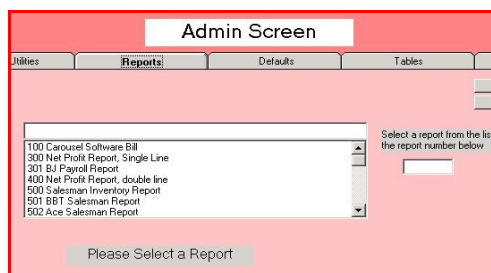 Admin Screen
Utilities Reports Defaults Tables
Select a report from the lis
the report number below
100 Carousel Software Bill
300 Net Profit Report, Single Line
301 BJ Payroll Report
400 Net Profit Report, double line
500 Salesman Inventory Report
501 BBT Salesman Report
502 Ace Salesman Report
Please Select a Report